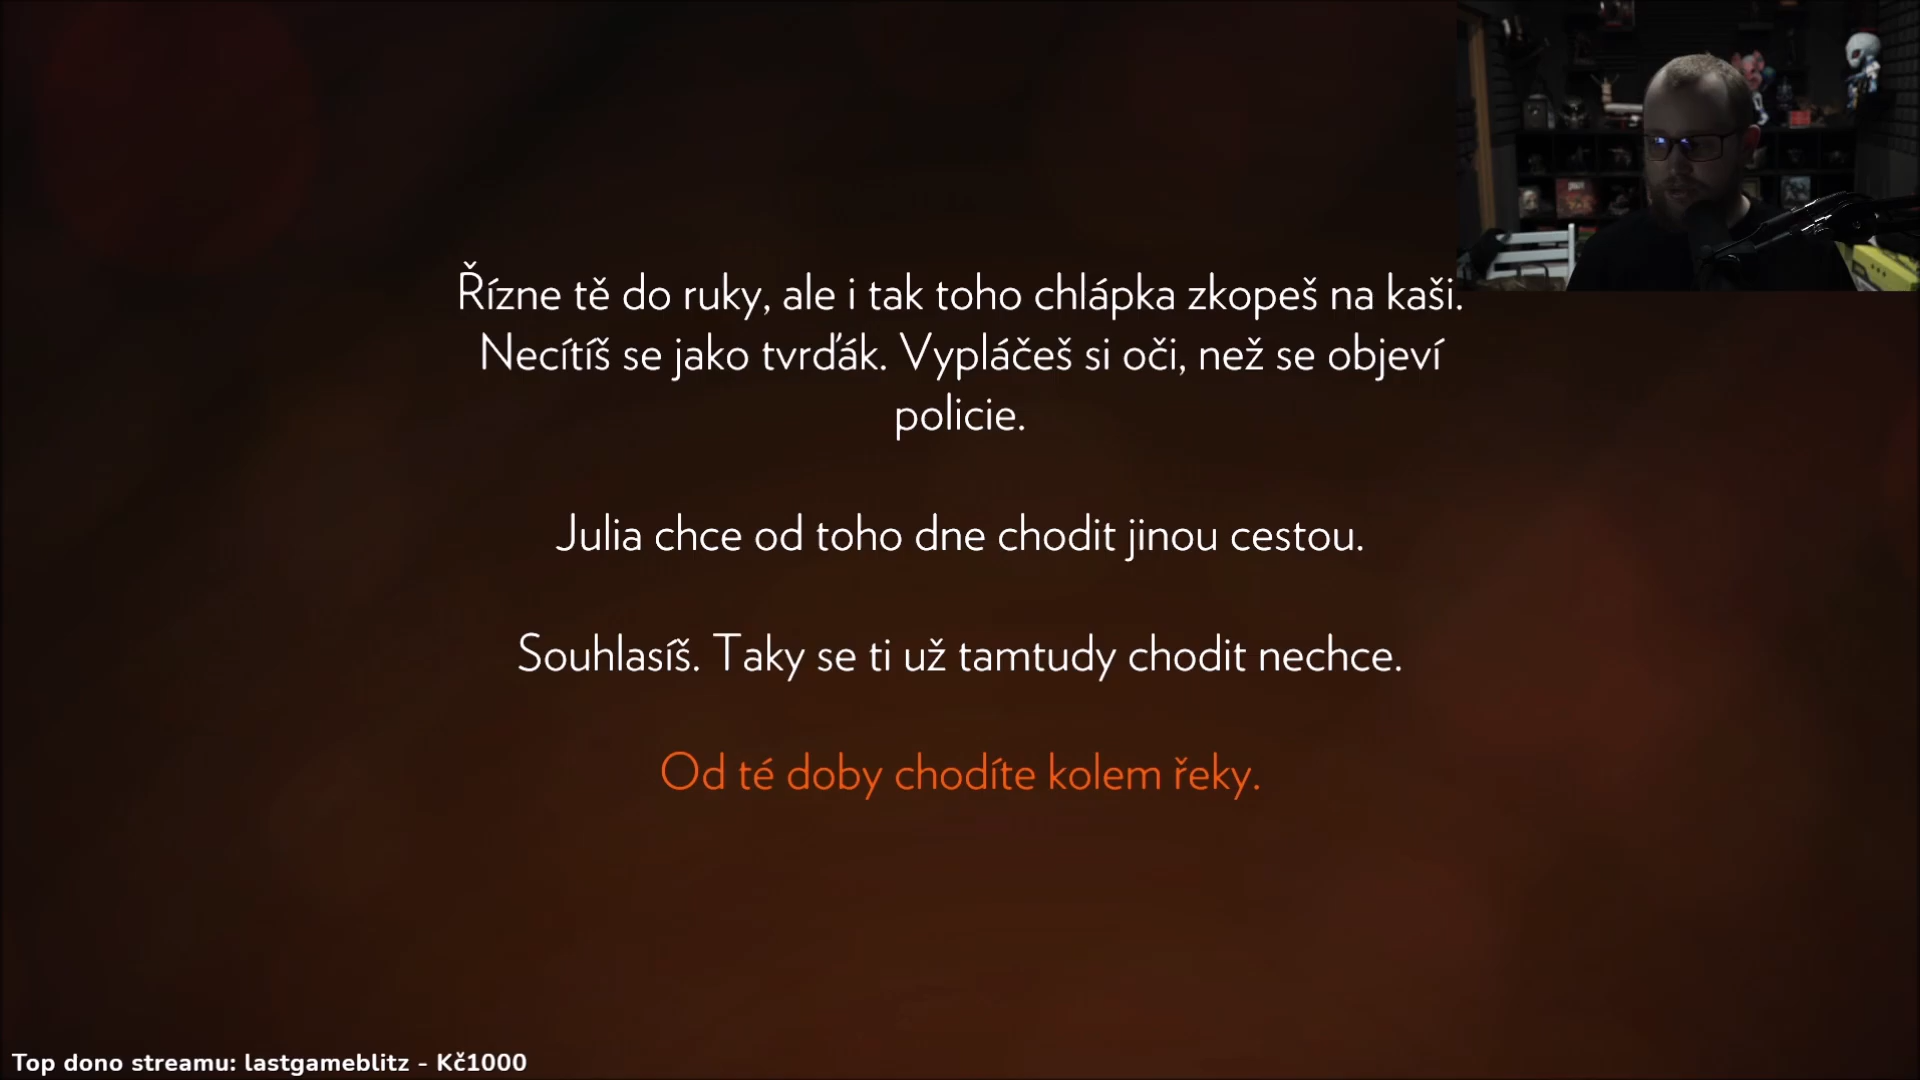 Řízne tě do ruky, ale i tak toho chlápka zkopeš na kaši.
Necítíš se jako tvrďák. Vypláčeš si oči, než se objeví
policie.
Julia chce od toho dne chodit jinou cestou.
Souhlasíš. Taky se ti už tamtudy chodit nechce.
Od té doby chodíte kolem řeky.
Top dono streamu: lastgameblitz - Kč1000